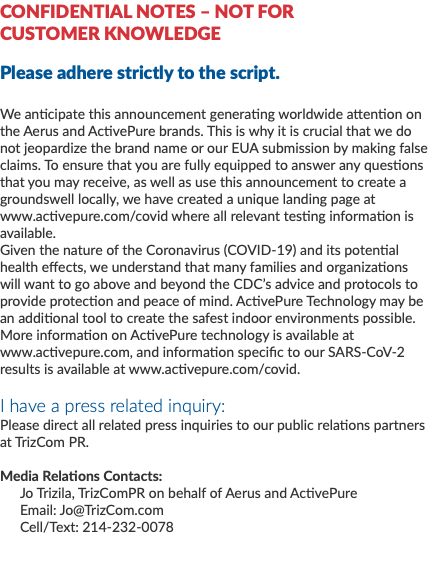 CONFIDENTIAL NOTES – NOT FOR
CUSTOMER KNOWLEDGE
Please adhere strictly to the script.
We anticipate this announcement generating worldwide attention on
the Aerus and ActivePure brands. This is why it is crucial that we do
not jeopardize the brand name or our EUA submission by making false
claims. To ensure that you are fully equipped to answer any questions
that you may receive, as well as use this announcement to create a
groundswell locally, we have created a unique landing page at
www.activepure.com/covid where all relevant testing information is
available.
Given the nature of the Coronavirus (COVID-19) and its potential
health effects, we understand that many families and organizations
will want to go above and beyond the CDC’s advice and protocols to
provide protection and peace of mind. ActivePure Technology may be
an additional tool to create the safest indoor environments possible.
More information on ActivePure technology is available at
www.activepure.com, and information specific to our SARS-CoV-2
results is available at www.activepure.com/covid.
I have a press related inquiry:
Please direct all related press inquiries to our public relations partners
at TrizCom PR.
Media Relations Contacts:
Jo Trizila, TrizComPR on behalf of Aerus and ActivePure
Email: Jo@TrizCom.com
Cell/Text: 214-232-0078